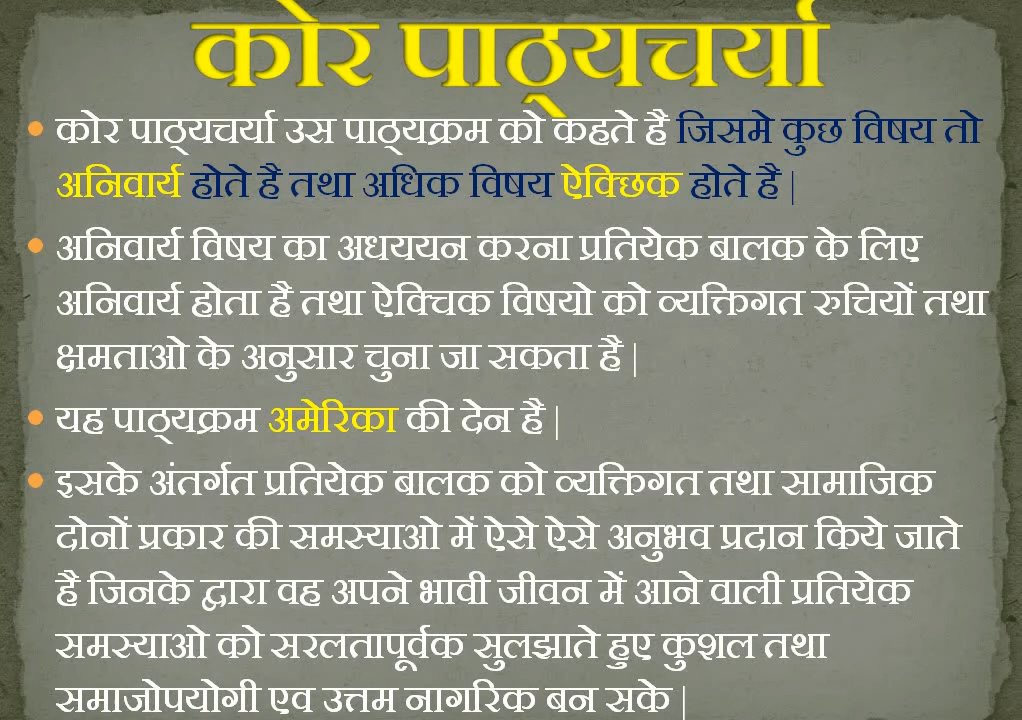 कोर पाठ्यचर्या
कोर पाठ्यचर्या उस पाठ्यक्रम को कहते है जिसमे कुछ विषय तो
अनिवार्य होते है तथा अधिक विषय ऐक्छिक होते है |
अनिवार्य विषय का अधययन करना प्रतियेक बालक के लिए
अनिवार्य होता है तथा ऐक्चिक विषयो को व्यक्तिगत रुचियों तथा
क्षमताओ के अनुसार चुना जा सकता है |
यह पाठ्यक्रम अमेरिका की देन है |
इसके अंतर्गत प्रतियेक बालक को व्यक्तिगत तथा सामाजिक
दोनों प्रकार की समस्याओ में ऐसे ऐसे अनुभव प्रदान किये जाते
है जिनके द्वारा वह अपने भावी जीवन में आने वाली प्रतियेक
समस्याओ को सरलतापूर्वक सुलझाते हुए कुशल तथा
समाजोपयोगी एव उत्तम नागरिक बन सके |